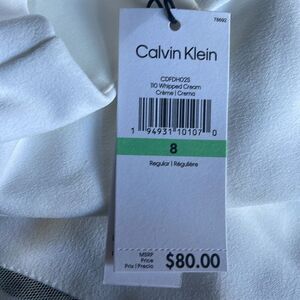 78692
Calvin Klein
CDFDH02S
110 Whipped Cream
Crème | Crema
1 94931 10107 0
8
Regular | Régulière
MSRP
Price
Prix | Precio
$80.00